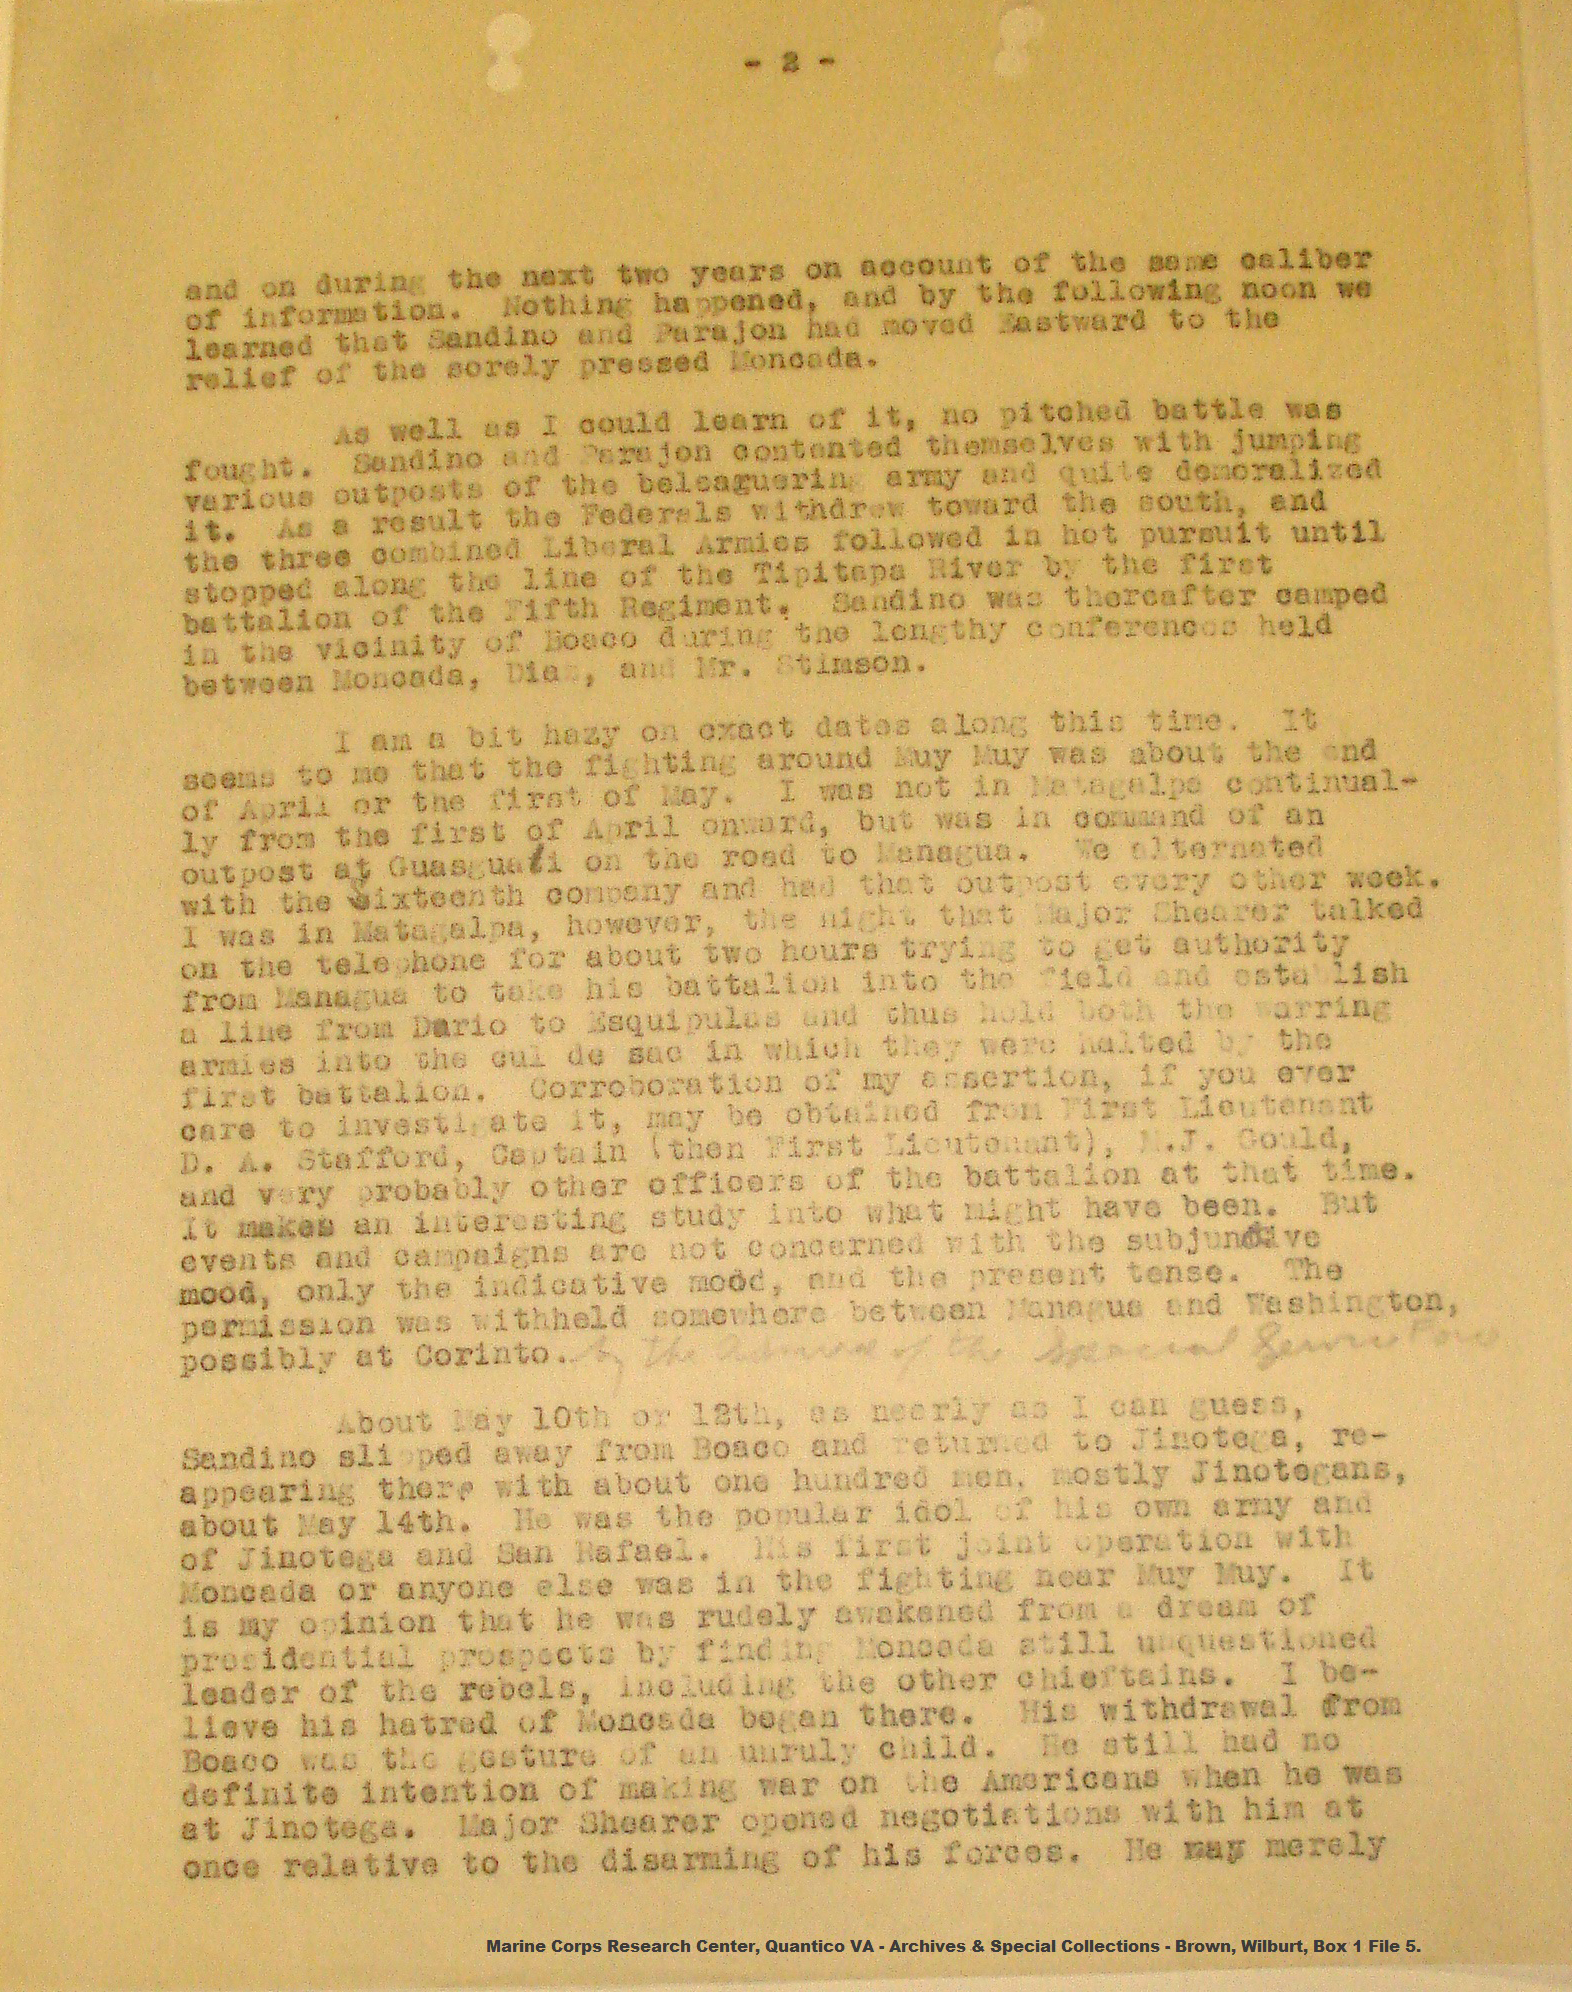 - 2 -
and on during the next two years on account of the same caliber
of information. Nothing happened, and by the following noon we
learned that Sandino and Parajon had moved Eastward to the
relief of the sorely pressed Moncada.
As well as I could learn of it, no pitched battle was
fought. Sandino and Parajon contented themselves with jumping
various outposts of the beleaguering army and quite demoralized
it. As a result the Federals withdrew toward the south, and
the three combined Liberal Armies followed in hot pursuit until
stopped along the line of the Tipitapa River by the first
battalion of the Fifth Regiment. Sandino was thereafter camped
in the vicinity of Boaco during the lengthy conferences held
between Moncada, Diaz, and Mr. Stimson.
I am a bit hazy on exact dates along this time. It
seems to me that the fighting around Muy Muy was about the end
of April or the first of May. I was not in Matagalpa continual-
ly from the first of April onward, but was in command of an
outpost at Guasguali on the road to Managua. We alternated
with the Sixteenth company and had that outpost every other week.
I was in Matagalpa, however, the night that Major Shearer talked
on the telephone for about two hours trying to get authority
from Managua to take his battalion into the field and establish
a line from Dario to Esquipulas and thus hold both the warring
armies into the cul de sac in which they were halted by the
first battalion. Corroboration of my assertion, if you ever
care to investigate it, may be obtained from First Lieutenant
D. A. Stafford, Captain (then First Lieutenant), M.J. Gould,
and very probably other officers of the battalion at that time.
It makes an interesting study into what might have been. But
events and campaigns are not concerned with the subjunctive
mood, only the indicative mood, and the present tense. The
permission was withheld somewhere between Managua and Washington,
possibly at Corinto. by the Admiral of the Special Service
About May 10th or 12th, as nearly as I can guess,
Sandino slipped away from Boaco and returned to Jinotega, re-
appearing there with about one hundred men, mostly Jinotegans,
about May 14th. He was the popular idol of his own army and
of Jinotega and San Rafael. His first joint operation with
Moncada or anyone else was in the fighting near Muy Muy. It
is my opinion that he was rudely awakened from a dream of
presidential prospects by finding Moncada still unquestioned
leader of the rebels, including the other chieftains. I be-
lieve his hatred of Moncada began there. His withdrawal from
Boaco was the gesture of an unruly child. He still had no
definite intention of making war on the Americans when he was
at Jinotega. Major Shearer opened negotiations with him at
once relative to the disarming of his forces. He may merely
Marine Corps Research Center, Quantico VA - Archives & Special Collections - Brown, Wilburt, Box 1 File 5.